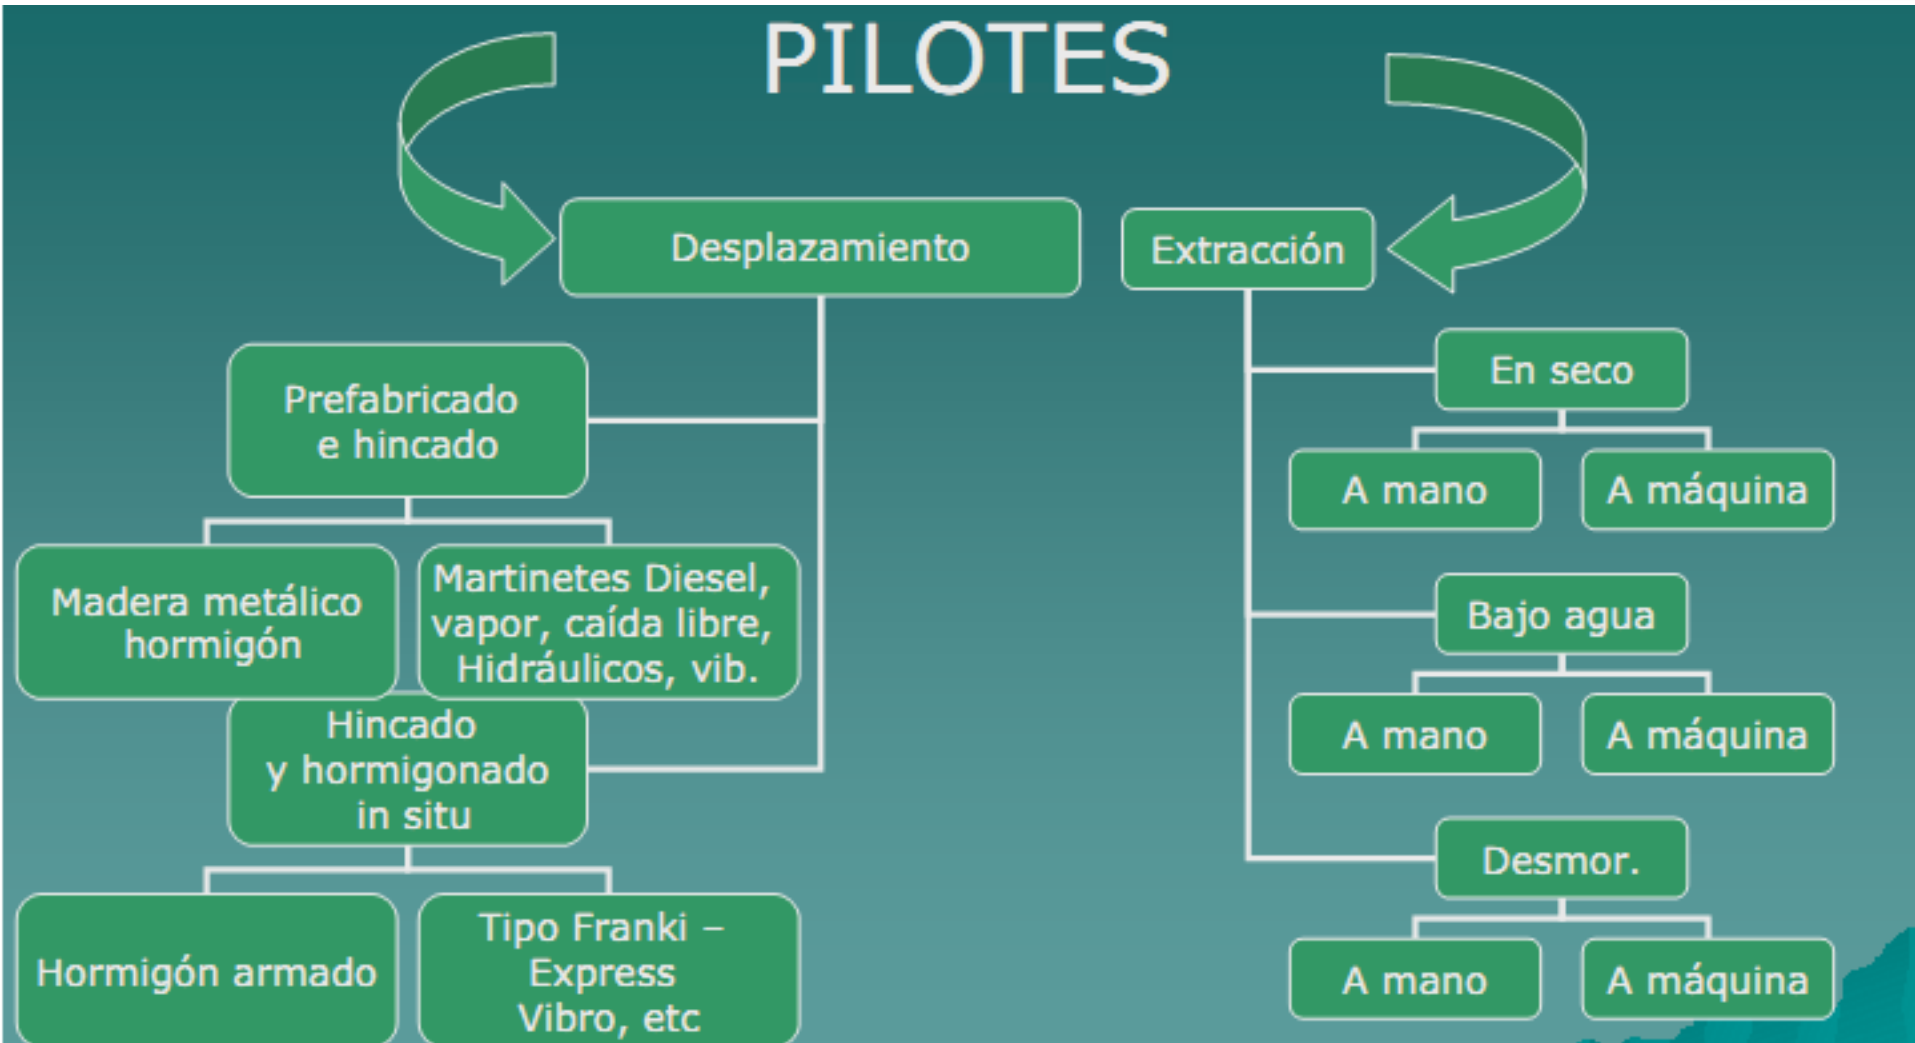 PILOTES
Desplazamiento
Extracción
Prefabricado
e hincado
Madera metálico
hormigón
Martinetes Diesel,
vapor, caída libre,
Hidráulicos, vib.
Hincado
y hormigonado
in situ
Hormigón armado
Tipo Franki –
Express
Vibro, etc
En seco
A mano
A máquina
Bajo agua
A mano
A máquina
Desmor.
A mano
A máquina